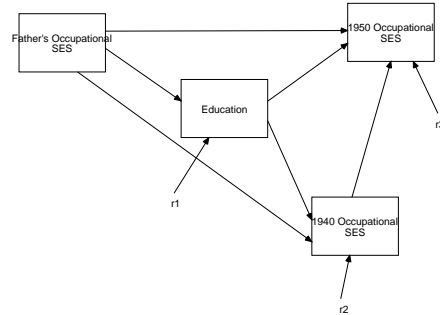 Father's Occupational
SES
1950 Occupational
SES
Education
r1
1940 Occupational
SES
r2